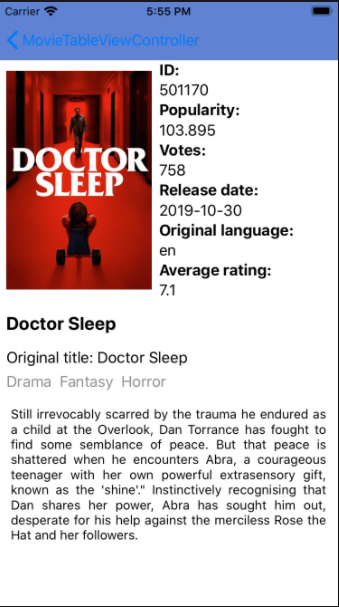 Carrier 5:55 PM
MovieTableViewController
DOCTOR
SLEEP
ID:
501170
Popularity:
103.895
Votes:
758
Release date:
2019-10-30
Original language:
en
Average rating:
7.1
Doctor Sleep
Original title: Doctor Sleep
Drama Fantasy Horror
Still irrevocably scarred by the trauma he endured as
a child at the Overlook, Dan Torrance has fought to
find some semblance of peace. But that peace is
shattered when he encounters Abra, a courageous
teenager with her own powerful extrasensory gift,
known as the 'shine'." Instinctively recognising that
Dan shares her power, Abra has sought him out,
desperate for his help against the merciless Rose the
Hat and her followers.